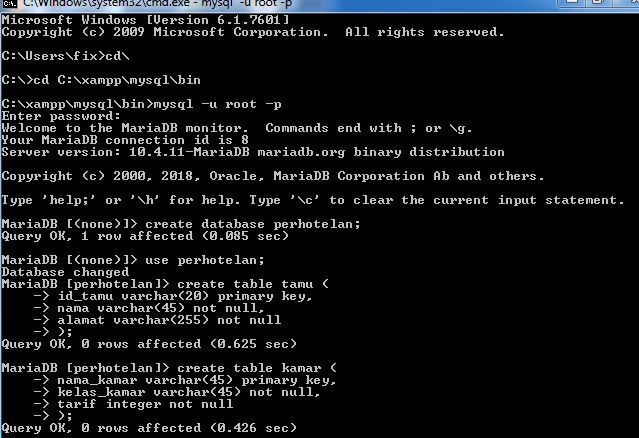 C:\Windows\system32\cmd.exe - mysql -u root -p
Microsoft Windows [Version 6.1.7601]
Copyright (c) 2009 Microsoft Corporation.  All rights reserved.
C:\Users\fix>cd\
C:\>cd C:\xampp\mysql\bin
C:\xampp\mysql\bin>mysql -u root -p
Enter password:
Welcome to the MariaDB monitor.  Commands end with ; or \g.
Your MariaDB connection id is 8
Server version: 10.4.11-MariaDB mariadb.org binary distribution
Copyright (c) 2000, 2018, Oracle, MariaDB Corporation Ab and others.
Type 'help;' or '\h' for help. Type '\c' to clear the current input statement.
MariaDB [(none)]> create database perhotelan;
Query OK, 1 row affected (0.085 sec)
MariaDB [(none)]> use perhotelan;
Database changed
MariaDB [perhotelan]> create table tamu (
    -> id_tamu varchar(20) primary key,
    -> nama varchar(45) not null,
    -> alamat varchar(255) not null
    -> );
Query OK, 0 rows affected (0.625 sec)
MariaDB [perhotelan]> create table kamar (
    -> nama_kamar varchar(45) primary key,
    -> kelas_kamar varchar(45) not null,
    -> tarif integer not null
    -> );
Query OK, 0 rows affected (0.426 sec)